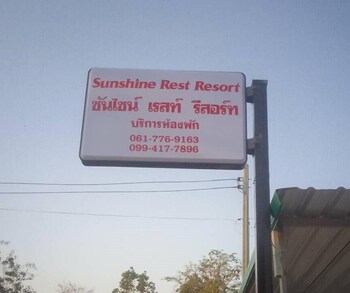 Sunshine Rest Resort
ซันไชน์ เรสท์ รีสอร์ท
บริการห้องพัก
061-776-9163
099-417-7896